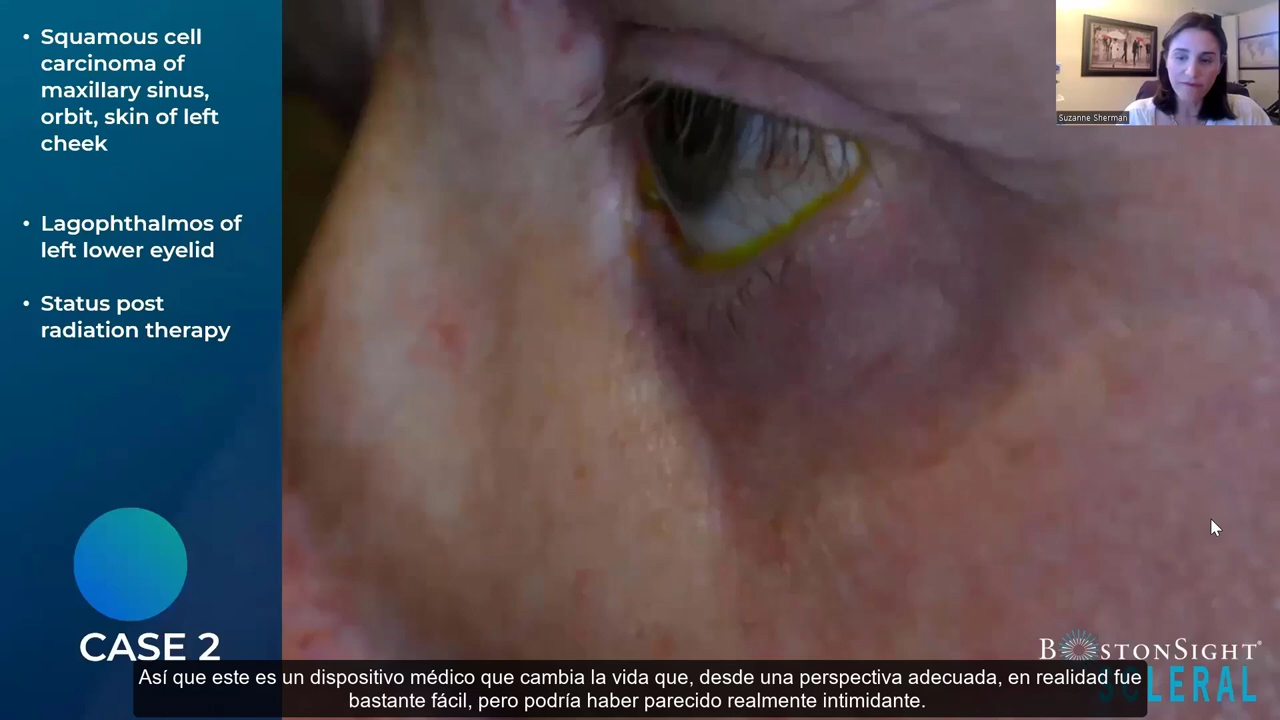 • Squamous cell
carcinoma of
maxillary sinus,
orbit, skin of left
cheek
• Lagophthalmos of
left lower eyelid
• Status post
radiation therapy
CASE 2
Suzanne Sherman
BOSTONSIGHT®
SCLERAL
Así que este es un dispositivo médico que cambia la vida que, desde una perspectiva adecuada, en realidad fue
bastante fácil, pero podría haber parecido realmente intimidante.